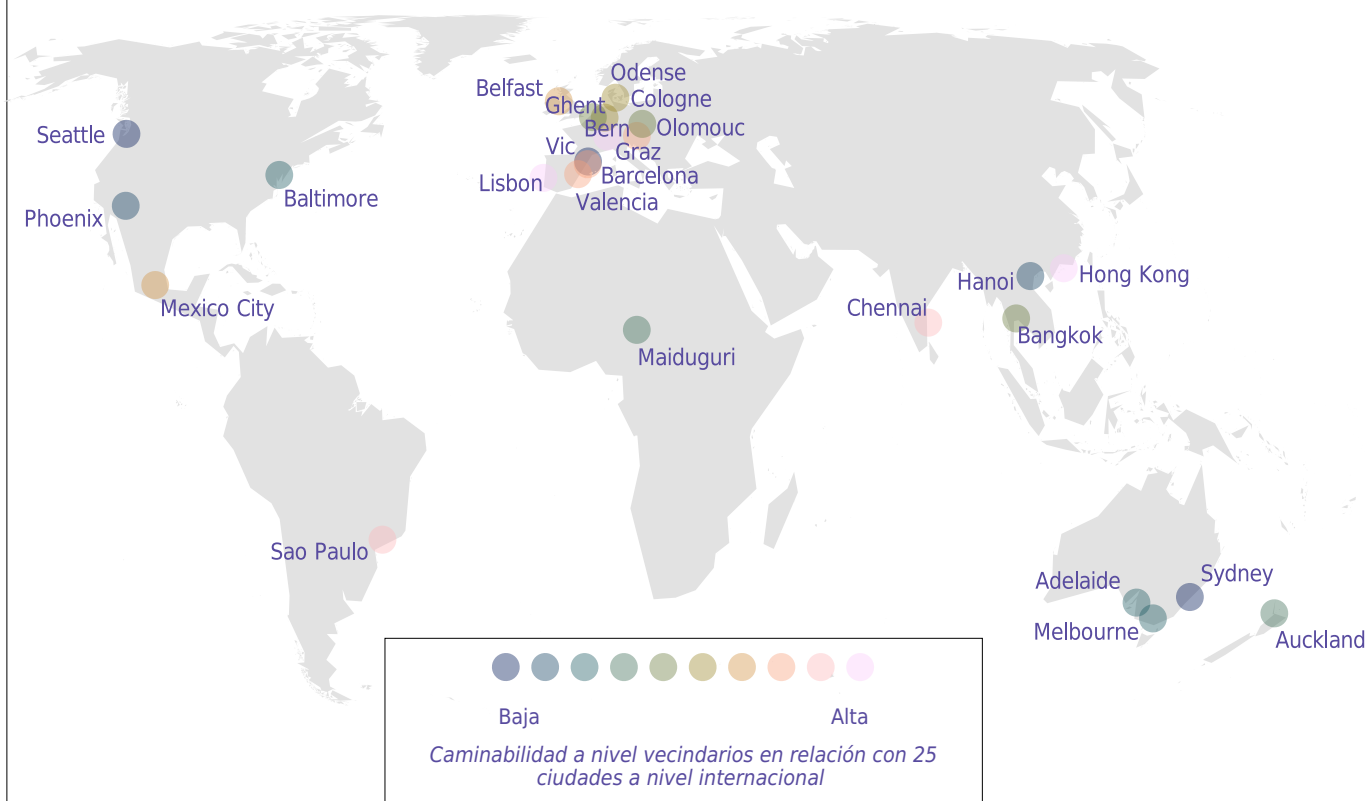 Odense
Belfast
Ghent
Cologne
Seattle
Bern
Olomouc
Vic
Graz
Lisbon
Barcelona
Baltimore
Valencia
Phoenix
Hanoi
Hong Kong
Mexico City
Chennai
Bangkok
Maiduguri
Sao Paulo
Adelaide
Sydney
Melbourne
Auckland
Baja
Alta
Caminabilidad a nivel vecindarios en relación con 25
ciudades a nivel internacional